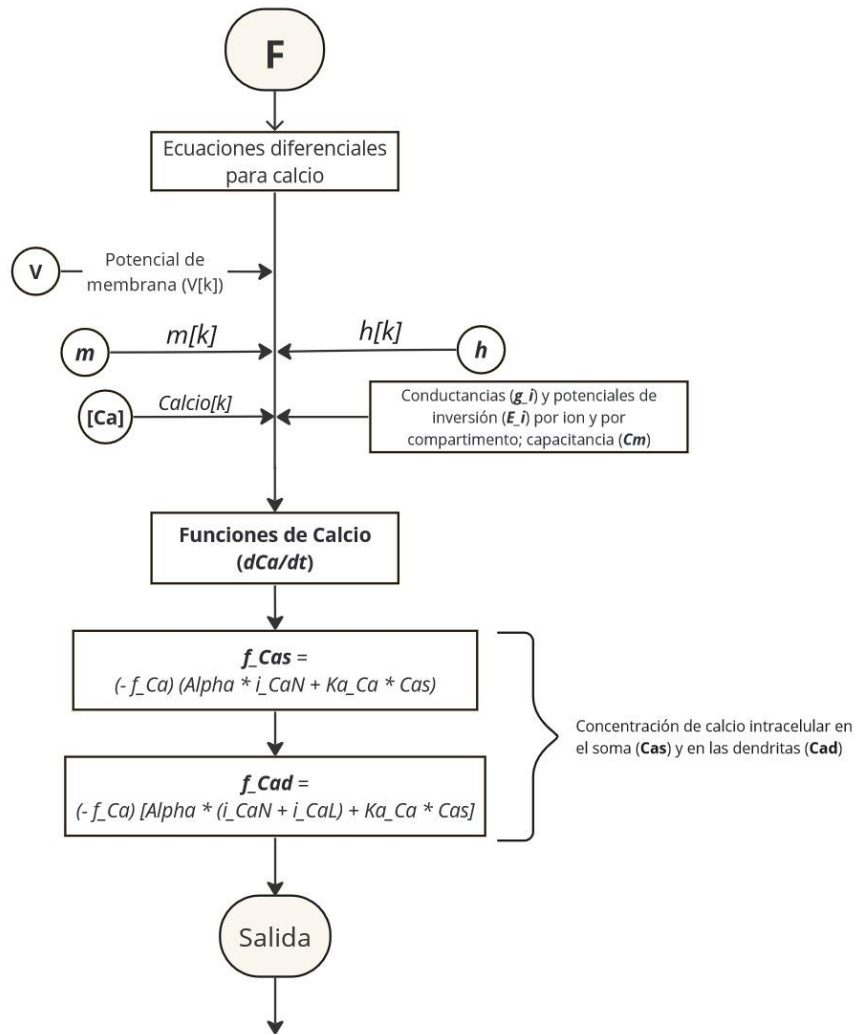 F
Ecuaciones diferenciales
para calcio
V
Potencial de
membrana (V[k])
m
m[k]
h[k]
h
[Ca]
Calcio[k]
Conductancias (g_i) y potenciales de
inversión (E_i) por ion y por
compartimento; capacitancia (Cm)
Funciones de Calcio
(dCa/dt)
f_Cas =
(- f_Ca) (Alpha * i_CaN + Ka_Ca * Cas)
f_Cad =
(- f_Ca) [Alpha * (i_CaN + i_CaL) + Ka_Ca * Cas]
Concentración de calcio intracelular en
el soma (Cas) y en las dendritas (Cad)
Salida